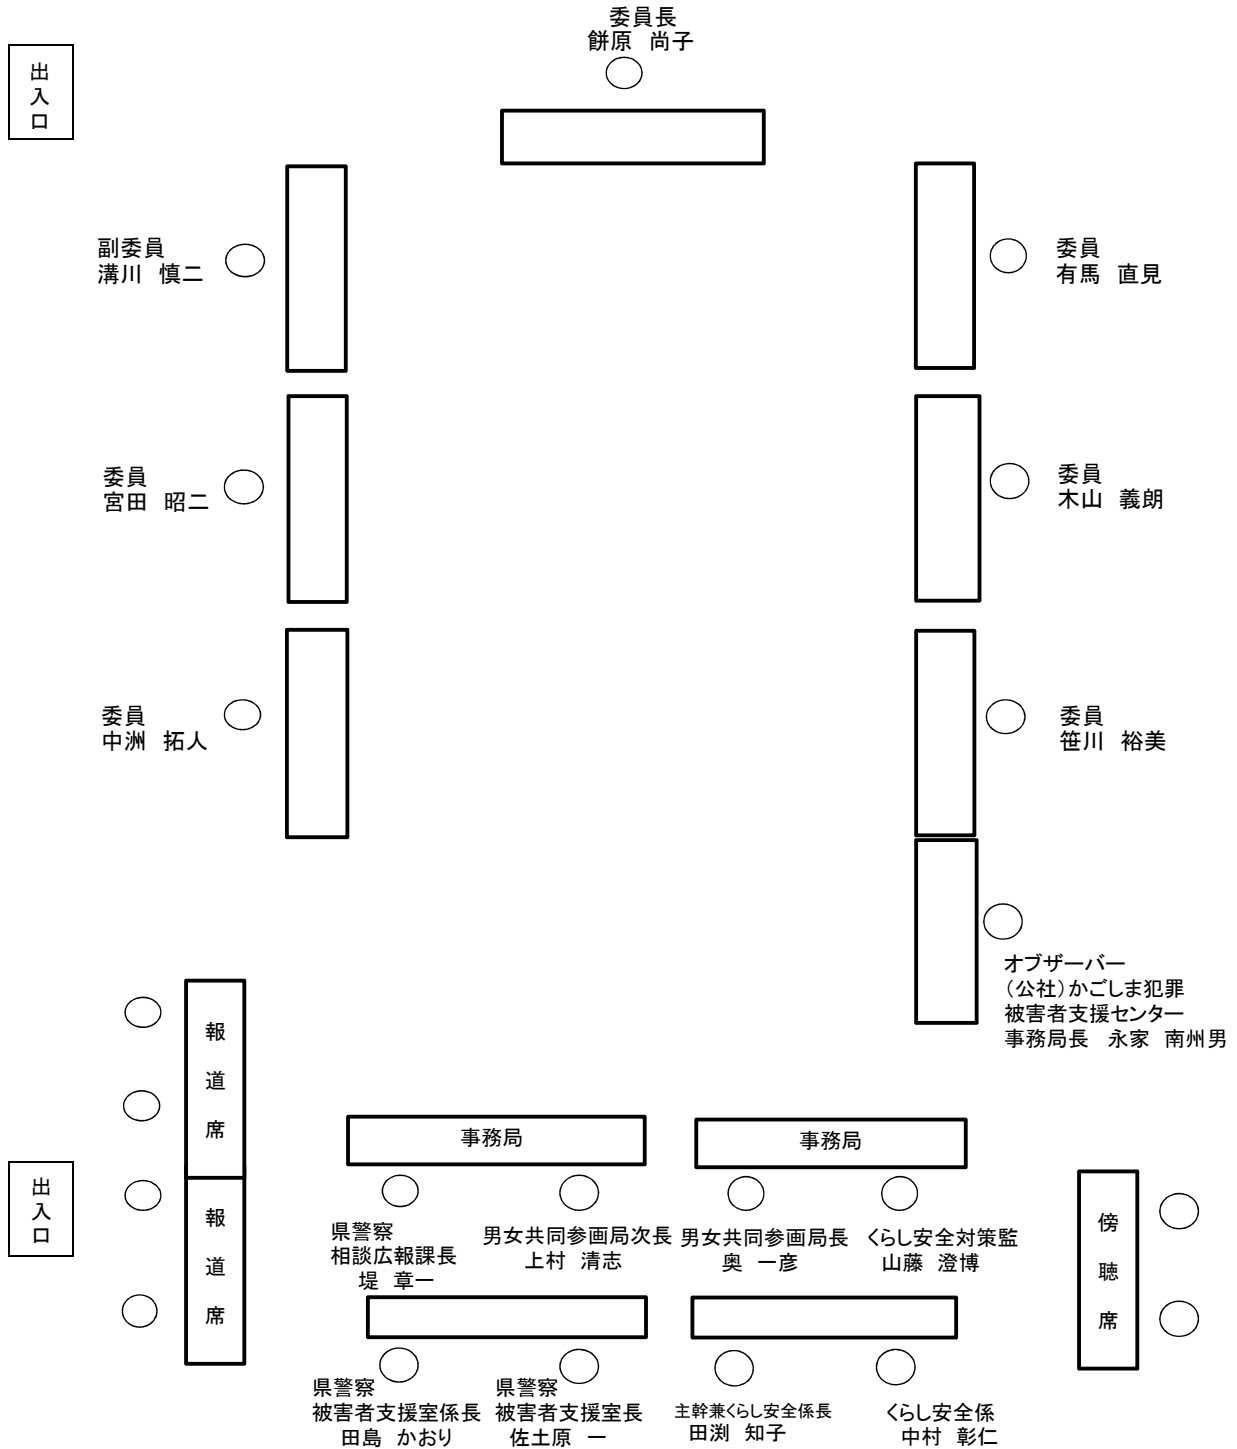 委員長
餅原　尚子
出入口
副委員
溝川　慎二
委員
有馬　直見
委員
宮田　昭二
委員
木山　義朗
委員
中洲　拓人
委員
笹川　裕美
オブザーバー
（公社）かごしま犯罪
被害者支援センター
事務局長　永家　南州男
報道席
報道席
出入口
事務局
事務局
傍聴席
県警察
相談広報課長
堤　章一
男女共同参画局次長
上村　清志
男女共同参画局長
奥　一彦
くらし安全対策監
山藤　澄博
県警察
被害者支援室係長
田島　かおり
県警察
被害者支援室長
佐土原　一
主幹兼くらし安全係長
田渕　知子
くらし安全係
中村　彰仁